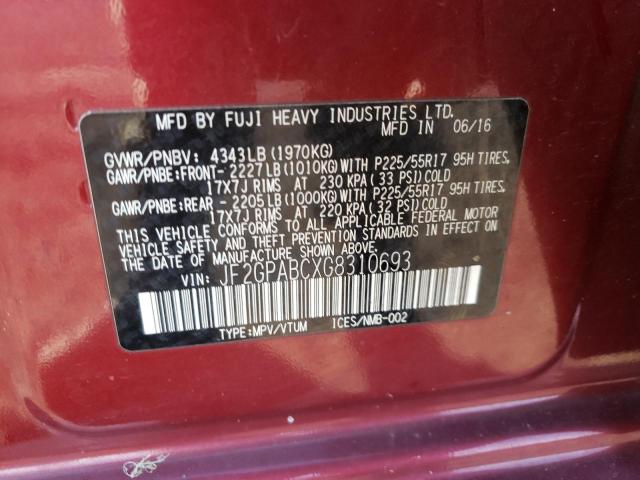 MFD BY FUJI HEAVY INDUSTRIES LTD.
MFD IN 06/16
GVWR/PNBV: 4343LB(1970KG)
GAWR/PNBE:FRONT- 2227LB(1010KG)WITH P225/55R17 95H TIRES,
17X7J RIMS AT 230 KPA(33 PSI)COLD
GAWR/PNBE:REAR - 2205LB(1000KG)WITH P225/55R17 95H TIRES,
17X7J RIMS AT 220 KPA(32 PSI)COLD
THIS VEHICLE CONFORMS TO ALL APPLICABLE FEDERAL MOTOR
VEHICLE SAFETY AND THEFT PREVENTION STANDARDS IN EFFECT ON
THE DATE OF MANUFACTURE SHOWN ABOVE.
VIN: JF2GPABCXG8310693
TYPE:MPV/VTUM ICES/NMB-002